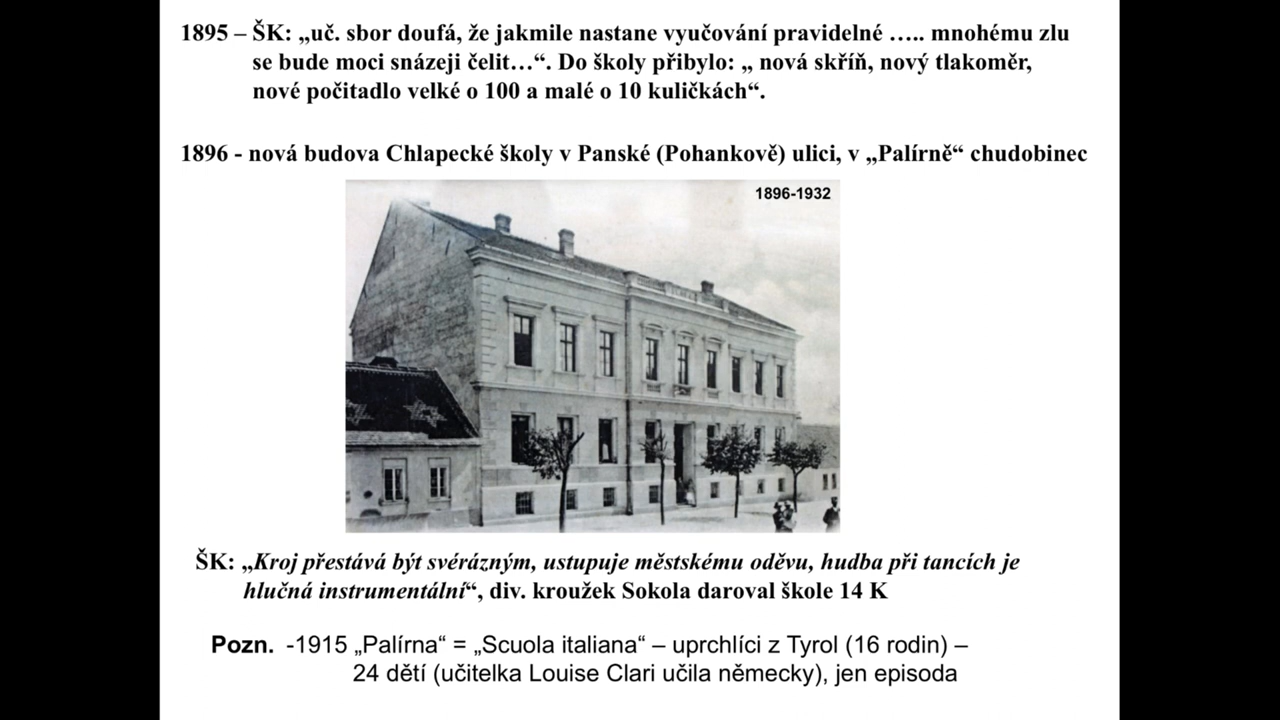 1895 – ŠK: „uč. sbor doufá, že jakmile nastane vyučování pravidelné ….. mnohému zlu
se bude moci snázeji čelit…“. Do školy přibylo: „ nová skříň, nový tlakoměr,
nové počitadlo velké o 100 a malé o 10 kuličkách“.
1896 - nová budova Chlapecké školy v Panské (Pohankově) ulici, v „Palírně“ chudobinec
1896-1932
ŠK: „Kroj přestává být svérázným, ustupuje městskému oděvu, hudba při tancích je
hlučná instrumentální“, div. kroužek Sokola daroval škole 14 K
Pozn. -1915 „Palírna“ = „Scuola italiana“ – uprchlíci z Tyrol (16 rodin) –
24 dětí (učitelka Louise Clari učila německy), jen episoda